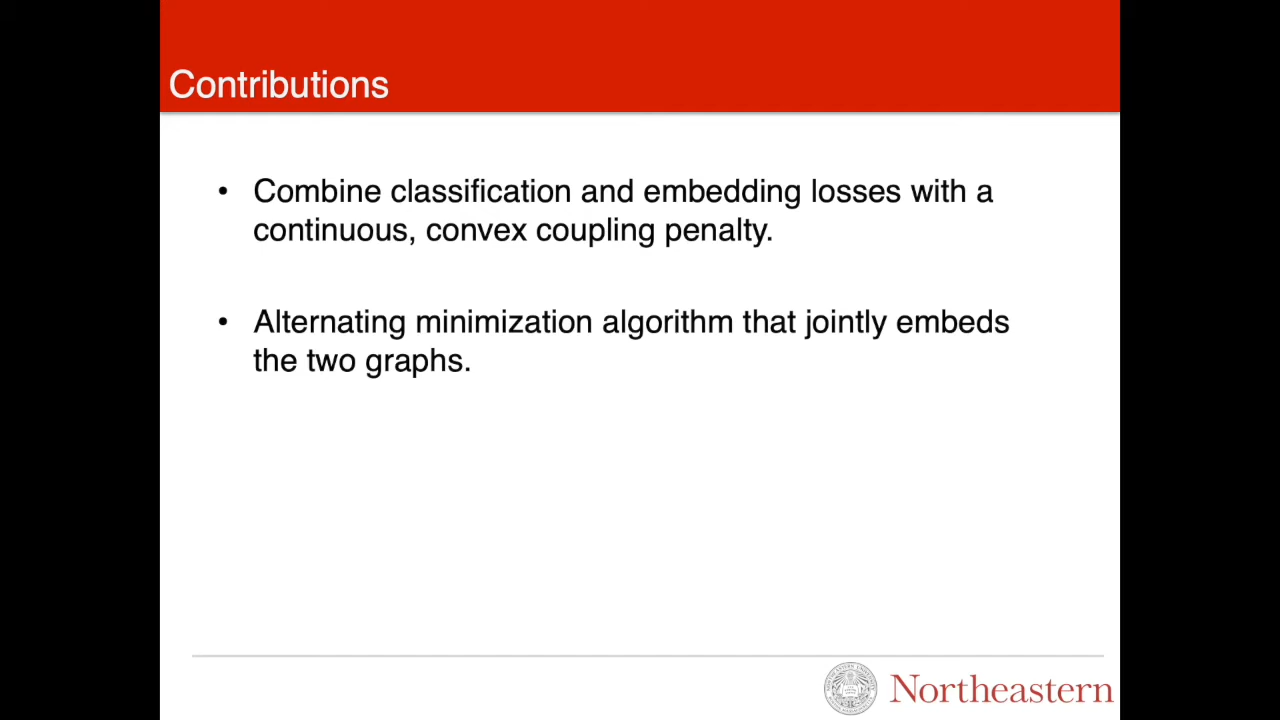 Contributions
• Combine classification and embedding losses with a
continuous, convex coupling penalty.
• Alternating minimization algorithm that jointly embeds
the two graphs.
Northeastern